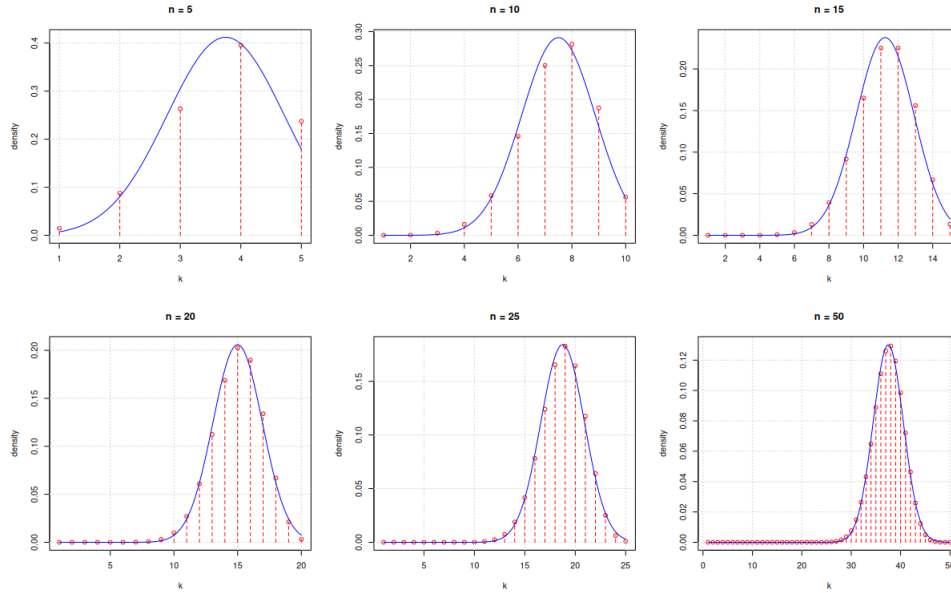 n = 5
density
0.0 0.1 0.2 0.3 0.4
1 2 3 4 5
k
n = 10
density
0.00 0.05 0.10 0.15 0.20 0.25 0.30
2 4 6 8 10
k
n = 15
density
0.00 0.05 0.10 0.15 0.20
2 4 6 8 10 12 14
k
n = 20
density
0.00 0.05 0.10 0.15 0.20
5 10 15 20
k
n = 25
density
0.00 0.05 0.10 0.15
5 10 15 20 25
k
n = 50
density
0.00 0.02 0.04 0.06 0.08 0.10 0.12
0 10 20 30 40
k